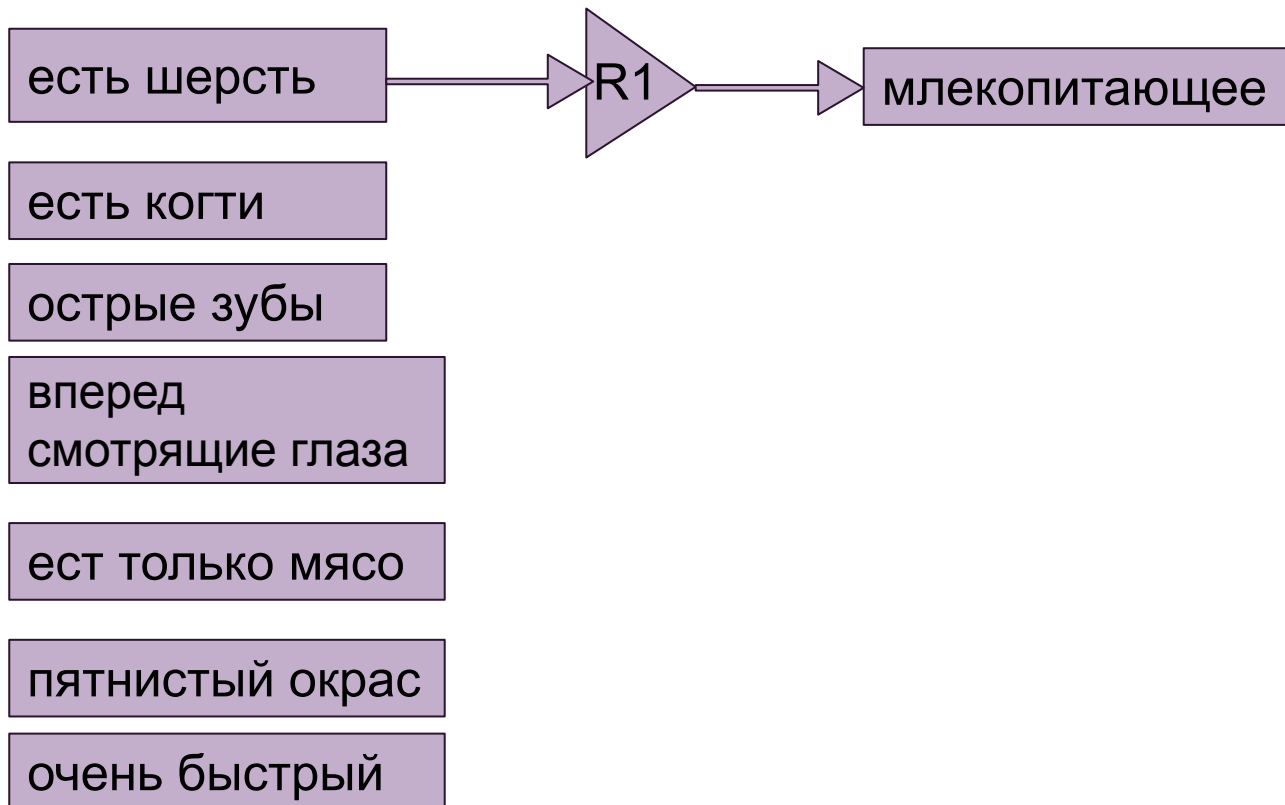 есть шерсть
R1
млекопитающее
есть когти
острые зубы
вперед
смотрящие глаза
ест только мясо
пятнистый окрас
очень быстрый